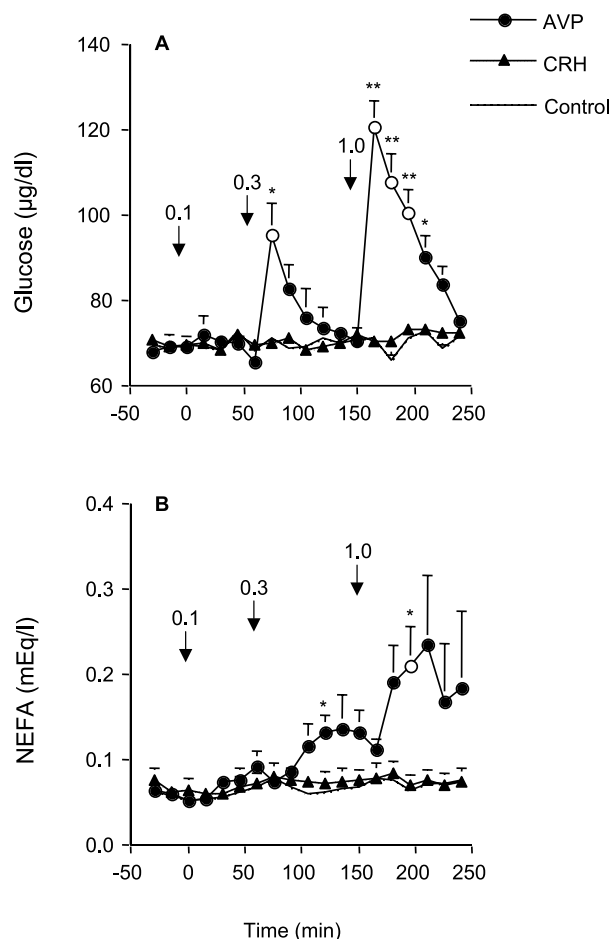 AVP
CRH
Control
A
140
120
100
80
60
Glucose (µg/dl)
0.1
0.3
1.0
*
**
**
**
*
-50 0 50 100 150 200 250
B
0.4
0.3
0.2
0.1
0.0
NEFA (mEq/l)
0.1
0.3
1.0
*
*
-50 0 50 100 150 200 250
Time (min)